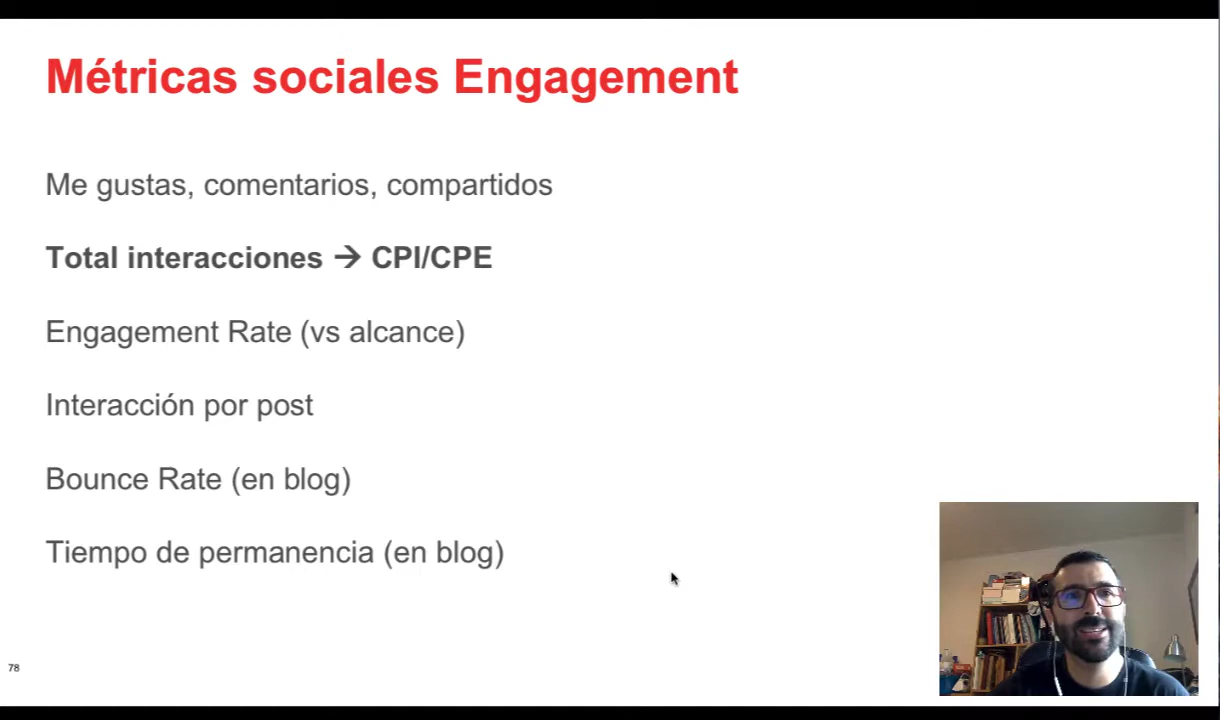 Métricas sociales Engagement
Me gustas, comentarios, compartidos
Total interacciones → CPI/CPE
Engagement Rate (vs alcance)
Interacción por post
Bounce Rate (en blog)
Tiempo de permanencia (en blog)
78